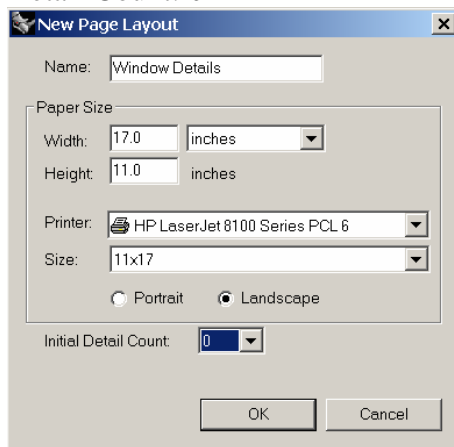 New Page Layout
Name: Window Details
Paper Size
Width: 17.0 inches
Height: 11.0 inches
Printer: HP LaserJet 8100 Series PCL 6
Size: 11x17
Portrait Landscape
Initial Detail Count: 0
OK Cancel